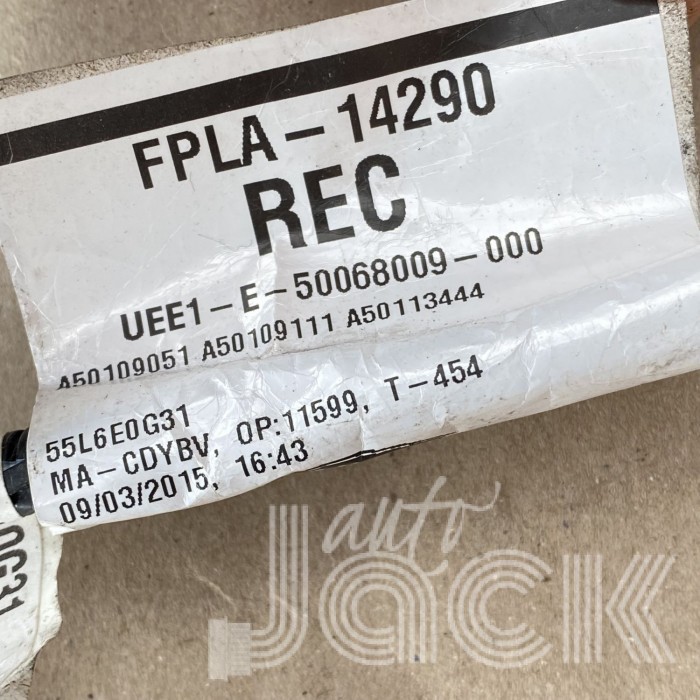 FPLA-14290
REC
UEE1-E-50068009-000
A50109051 A50109111 A50113444
55L6E0G31
MA-CDYBV, OP:11599, T-454
09/03/2015, 16:43
auto
Jack